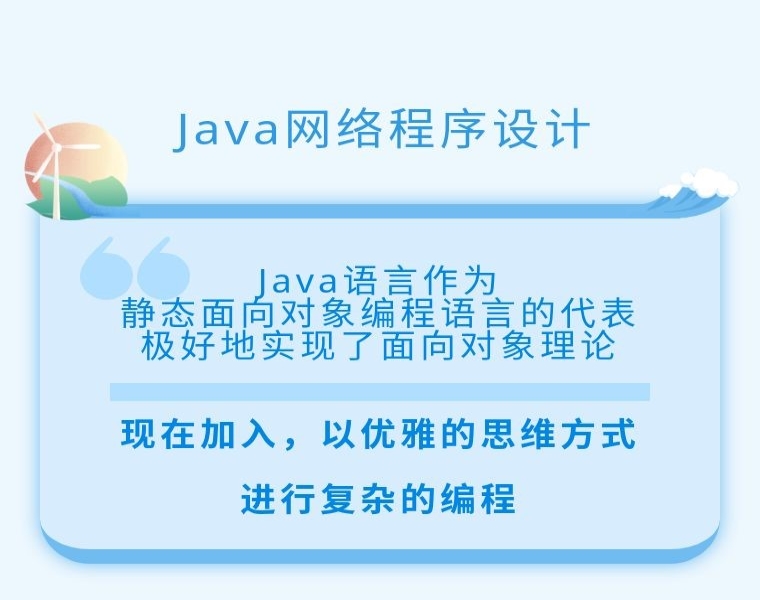 Java网络程序设计
Java语言作为
静态面向对象编程语言的代表
极好地实现了面向对象理论
现在加入，以优雅的思维方式
进行复杂的编程